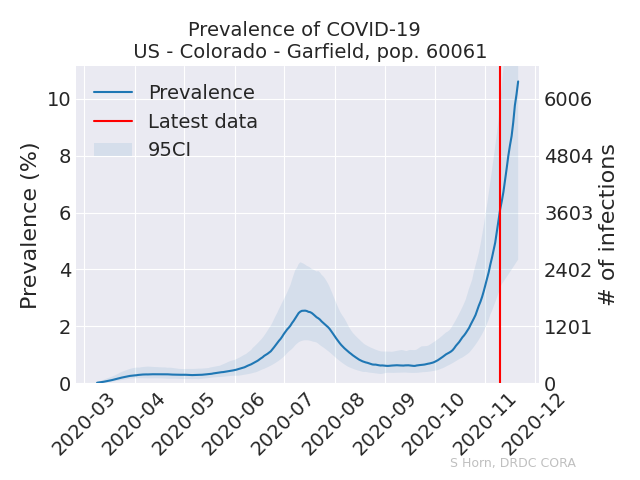 Prevalence of COVID-19
US - Colorado - Garfield, pop. 60061
Prevalence
Latest data
95CI
Prevalence (%)
10
8
6
4
2
0
6006
4804
3603
2402
1201
0
# of infections
2020-03
2020-04
2020-05
2020-06
2020-07
2020-08
2020-09
2020-10
2020-11
2020-12
S Horn, DRDC CORA